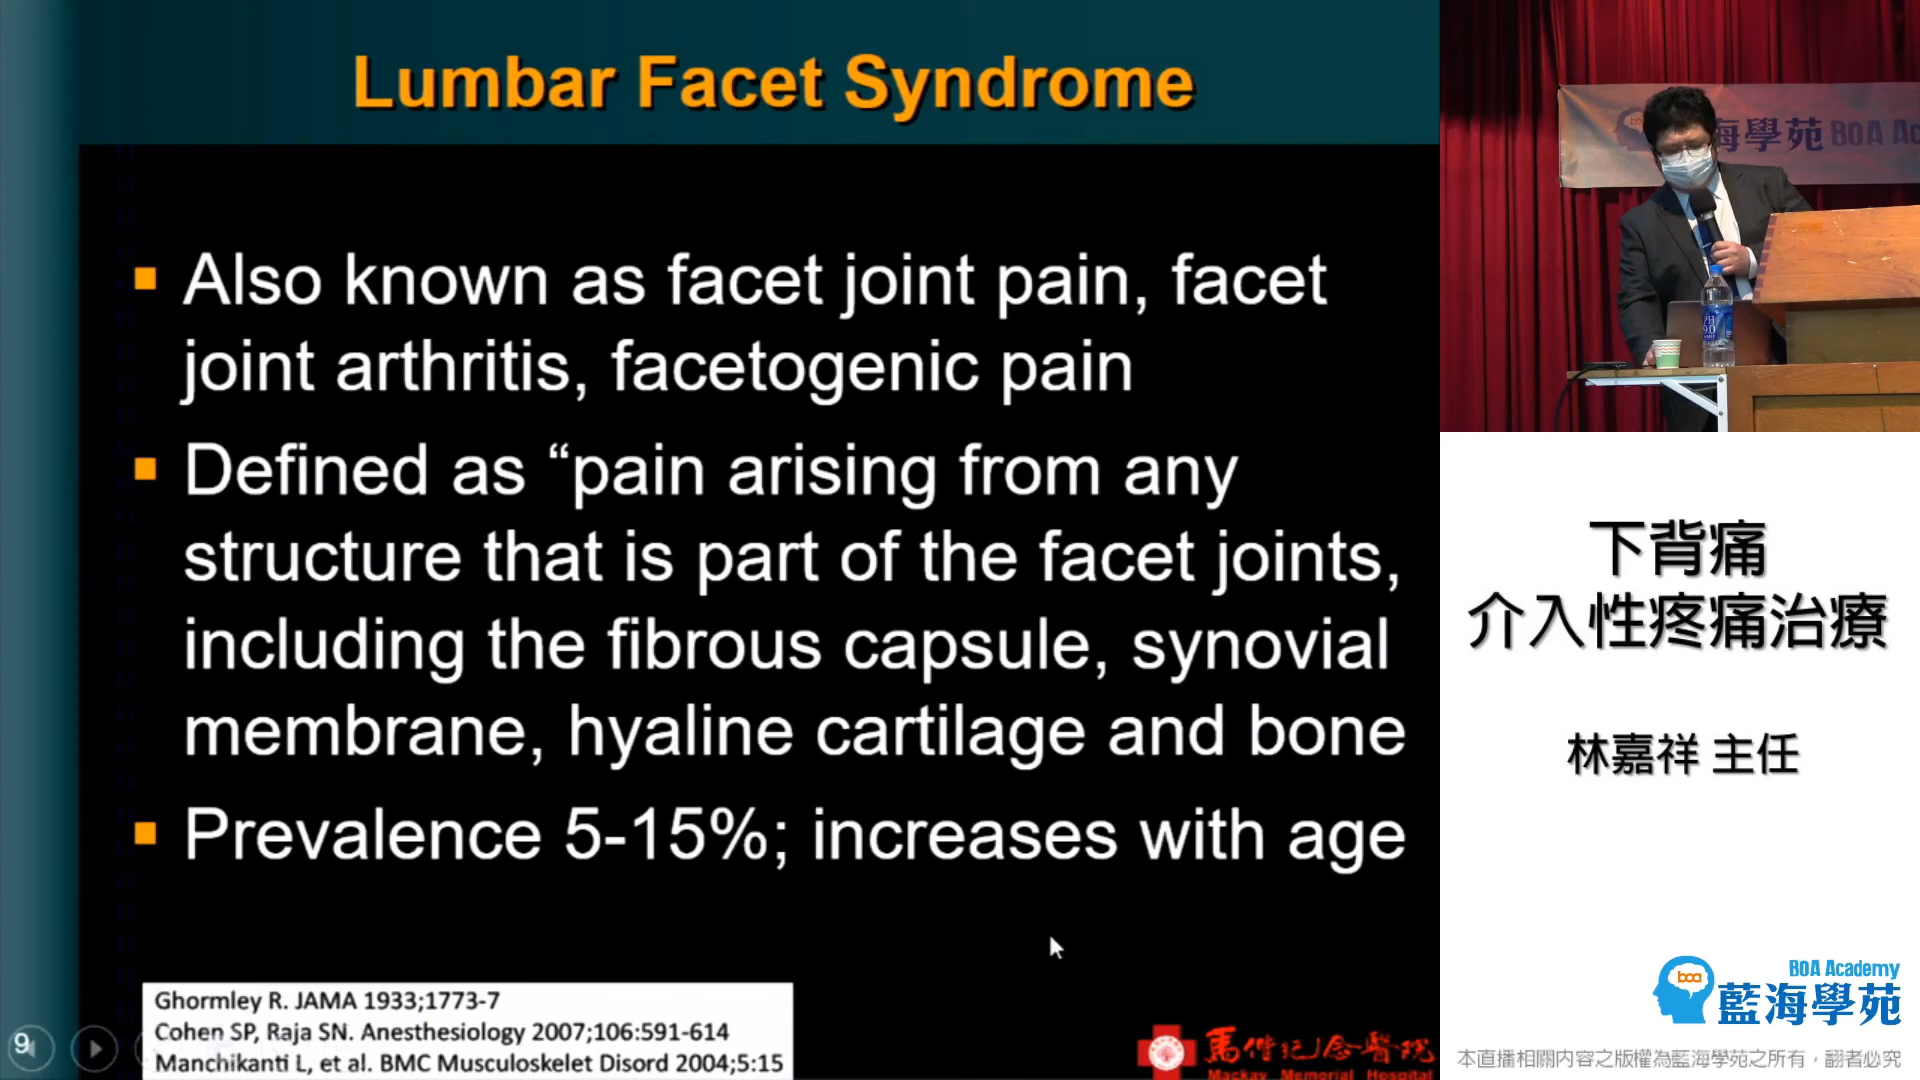 Lumbar Facet Syndrome
Also known as facet joint pain, facet
joint arthritis, facetogenic pain
Defined as “pain arising from any
structure that is part of the facet joints,
including the fibrous capsule, synovial
membrane, hyaline cartilage and bone
Prevalence 5-15%; increases with age
Ghormley R. JAMA 1933;1773-7
Cohen SP, Raja SN. Anesthesiology 2007;106:591-614
Manchikanti L, et al. BMC Musculoskelet Disord 2004;5:15
9
馬偕紀念醫院
Mackay Memorial Hospital
boa
海學苑 BOA Ac
PH
9.0
下背痛
介入性疼痛治療
林嘉祥 主任
boa
BOA Academy
藍海學苑
本直播相關內容之版權為藍海學苑之所有，翻者必究